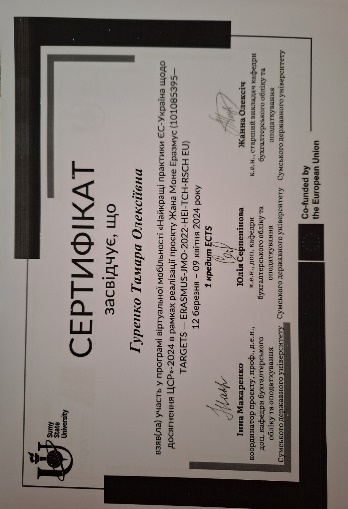 Sumy
State
University
СЕРТИФІКАТ
засвідчує, що
Гуренко Тамара Олексіївна
взяв(ла) участь у програмі віртуальної мобільності «Найкращі практики ЄС-Україна щодо
досягнення ЦСР»-2024 в рамках реалізації проєкту Жана Моне Еразмус (101085395—
TARGETS — ERASMUS-JMO-2022-HEI-TCH-RSCH EU)
12 березня – 09 квітня 2024 року
1 кредит ECTS
Інна Макаренко
координатор проєкту, проф., д.е.н.,
доц. кафедри бухгалтерського
обліку та оподаткування
Сумського державного університету
Юлія Серпенінова
к.е.н., доц. кафедри
бухгалтерського обліку та
оподаткування
Сумського державного університету
Жанна Олексіч
к.е.н., старший викладач кафедри
бухгалтерського обліку та
оподаткування
Сумського державного університету
Co-funded by
the European Union